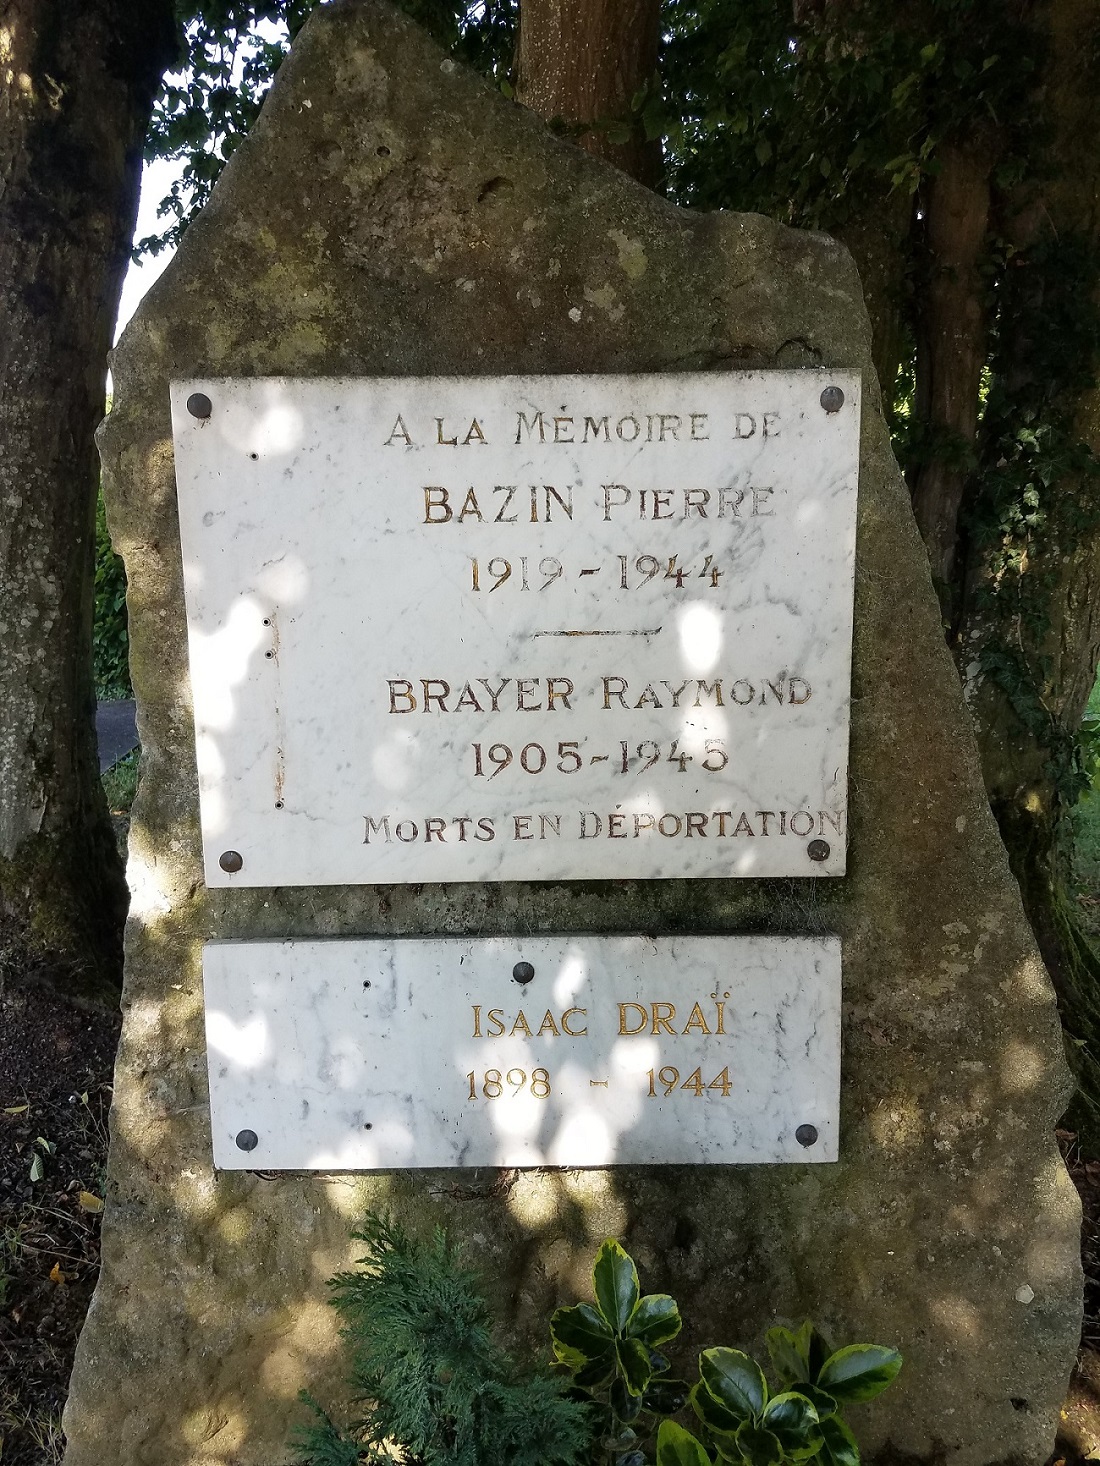 A LA MÉMOIRE DE
BAZIN PIERRE
1919 - 1944
BRAYER RAYMOND
1905 - 1945
MORTS EN DÉPORTATION
ISAAC DRAÏ
1898 - 1944